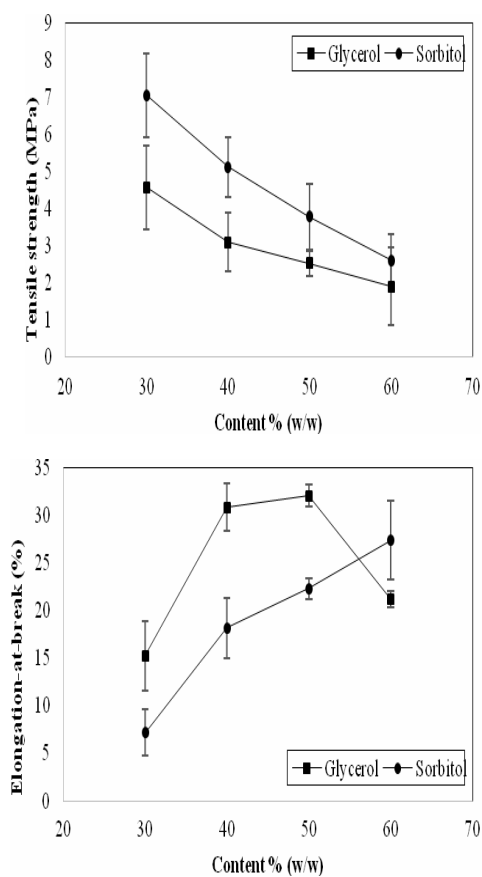 9
8
7
6
5
4
3
2
1
0
Tensile strength (MPa)
Glycerol Sorbitol
20 30 40 50 60 70
Content % (w/w)
35
30
25
20
15
10
5
0
Elongation-at-break (%)
Glycerol Sorbitol
20 30 40 50 60 70
Content % (w/w)